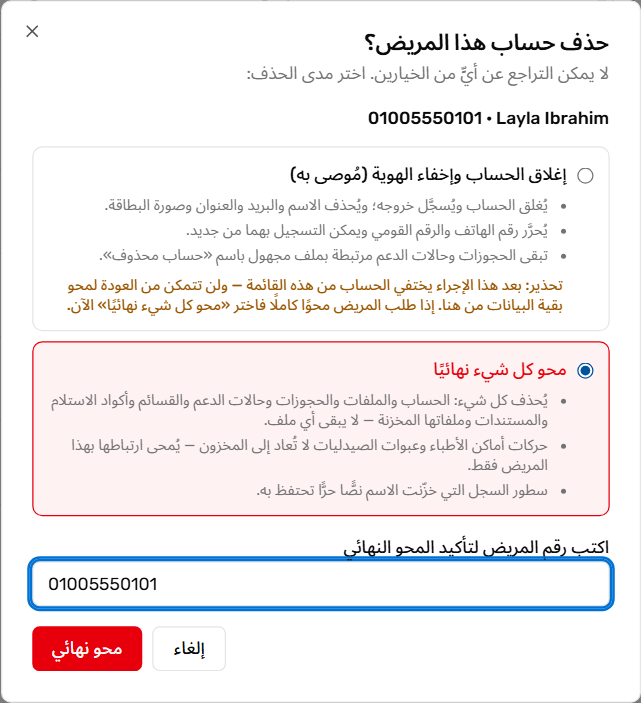 حذف حساب هذا المريض؟
لا يمكن التراجع عن أيٍّ من الخيارين. اختر مدى الحذف:
01005550101 • Layla Ibrahim
إغلاق الحساب وإخفاء الهوية (مُوصى به)
• يُغلق الحساب ويُسجَّل خروجه؛ ويُحذف الاسم والبريد والعنوان وصورة البطاقة.
• يُحرَّر رقم الهاتف والرقم القومي ويمكن التسجيل بهما من جديد.
• تبقى الحجوزات وحالات الدعم مرتبطة بملف مجهول باسم «حساب محذوف».
تحذير: بعد هذا الإجراء يختفي الحساب من هذه القائمة — ولن تتمكن من العودة لمحو
بقية البيانات من هنا. إذا طلب المريض محوًا كاملًا فاختر «محو كل شيء نهائيًا» الآن.
محو كل شيء نهائيًا
• يُحذف كل شيء: الحساب والملفات والحجوزات وحالات الدعم والقسائم وأكواد الاستلام
والمستندات وملفاتها المخزنة — لا يبقى أي ملف.
• حركات أماكن الأطباء وعبوات الصيدليات لا تُعاد إلى المخزون — يُمحى ارتباطها بهذا
المريض فقط.
• سطور السجل التي خزّنت الاسم نصًّا حرًّا تحتفظ به.
اكتب رقم المريض لتأكيد المحو النهائي
01005550101
إلغاء
محو نهائي